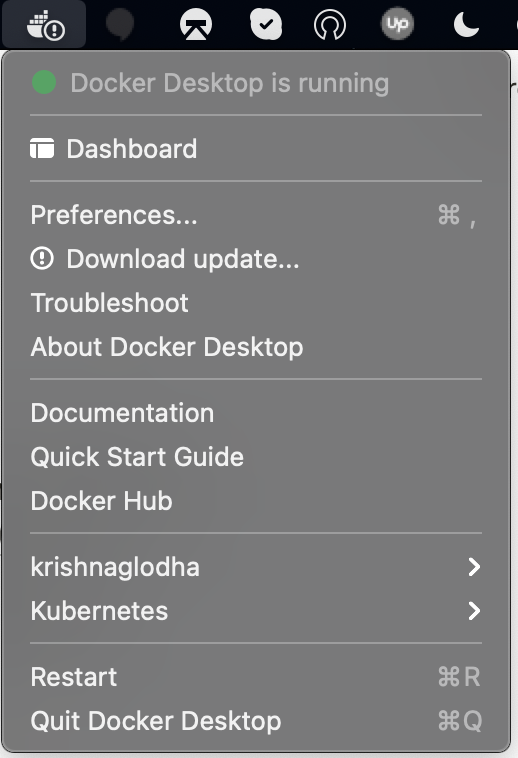 Up
Docker Desktop is running
Dashboard
Preferences... ⌘ ,
Download update...
Troubleshoot
About Docker Desktop
Documentation
Quick Start Guide
Docker Hub
krishnaglodha
Kubernetes
Restart ⌘R
Quit Docker Desktop ⌘Q